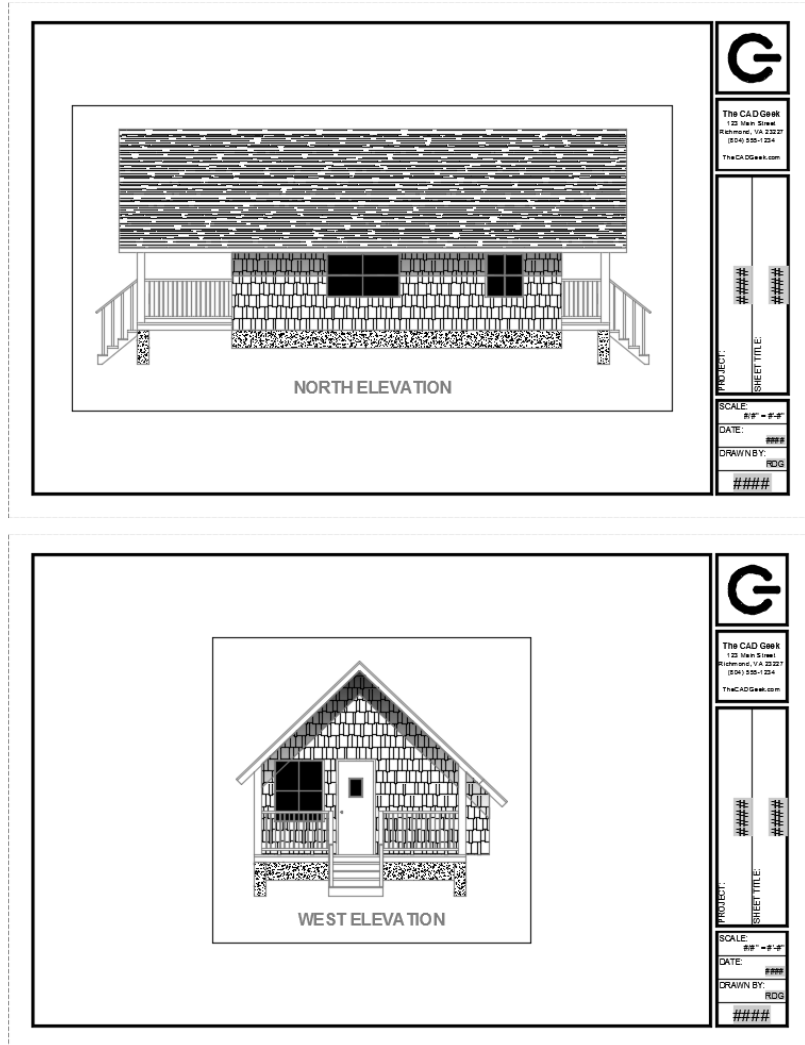 The CAD Geek
123 Main Street
Richmond, VA 23227
(804) 555-1234
TheCADGeek.com
NORTH ELEVATION
PROJECT:
####
SHEET TITLE:
####
SCALE:
#/#" = #'-#"
DATE:
####
DRAWN BY:
RDG
####
The CAD Geek
123 Main Street
Richmond, VA 23227
(804) 555-1234
TheCADGeek.com
WEST ELEVATION
PROJECT:
####
SHEET TITLE:
####
SCALE:
#/#" = #'-#"
DATE:
####
DRAWN BY:
RDG
####